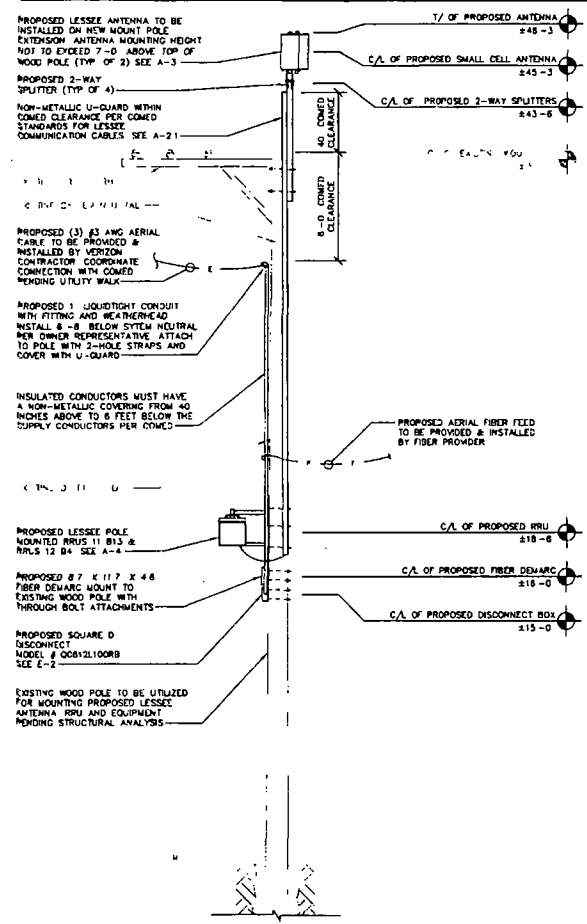 PROPOSED LESSEE ANTENNA TO BE
INSTALLED ON NEW MOUNT POLE
EXTENSION ANTENNA MOUNTING HEIGHT
NOT TO EXCEED 7-0 ABOVE TOP OF
WOOD POLE (TYP OF 2) SEE A-3
PROPOSED 2-WAY
SPLITTER (TYP OF 4)
NON-METALLIC U-GUARD WITHIN
COMED CLEARANCE PER COMED
STANDARDS FOR LESSEE
COMMUNICATION CABLES SEE A-21
PROPOSED (3) #3 AWG AERIAL
CABLE TO BE PROVIDED &
INSTALLED BY VERIZON
CONTRACTOR COORDINATE
CONNECTION WITH COMED
PENDING UTILITY WALK
E
PROPOSED 1 LIQUIDTIGHT CONDUIT
WITH FITTING AND WEATHERHEAD
INSTALL 6-8 BELOW SYTEM NEUTRAL
PER OWNER REPRESENTATIVE ATTACH
TO POLE WITH 2-HOLE STRAPS AND
COVER WITH U-GUARD
INSULATED CONDUCTORS MUST HAVE
A NON-METALLIC COVERING FROM 40
INCHES ABOVE TO 6 FEET BELOW THE
SUPPLY CONDUCTORS PER COMED
PROPOSED LESSEE POLE
MOUNTED RRUS 11 B13 &
RRUS 12 B4 SEE A-4
PROPOSED 8 7 X 11 7 X 4 6
FIBER DEMARC MOUNT TO
EXISTING WOOD POLE WITH
THROUGH BOLT ATTACHMENTS
PROPOSED SQUARE D
DISCONNECT
MODEL # QO612L100RB
SEE E-2
EXISTING WOOD POLE TO BE UTILIZED
FOR MOUNTING PROPOSED LESSEE
ANTENNA RRU AND EQUIPMENT
PENDING STRUCTURAL ANALYSIS
40 COMED
CLEARANCE
6-0 COMED
CLEARANCE
T/ OF PROPOSED ANTENNA
±46-3
C/L OF PROPOSED SMALL CELL ANTENNA
±45-3
C/L OF PROPOSED 2-WAY SPLITTERS
±43-6
PROPOSED AERIAL FIBER FEED
TO BE PROVIDED & INSTALLED
BY FIBER PROVIDER
F F
C/L OF PROPOSED RRU
±18-6
C/L OF PROPOSED FIBER DEMARC
±16-0
C/L OF PROPOSED DISCONNECT BOX
±15-0